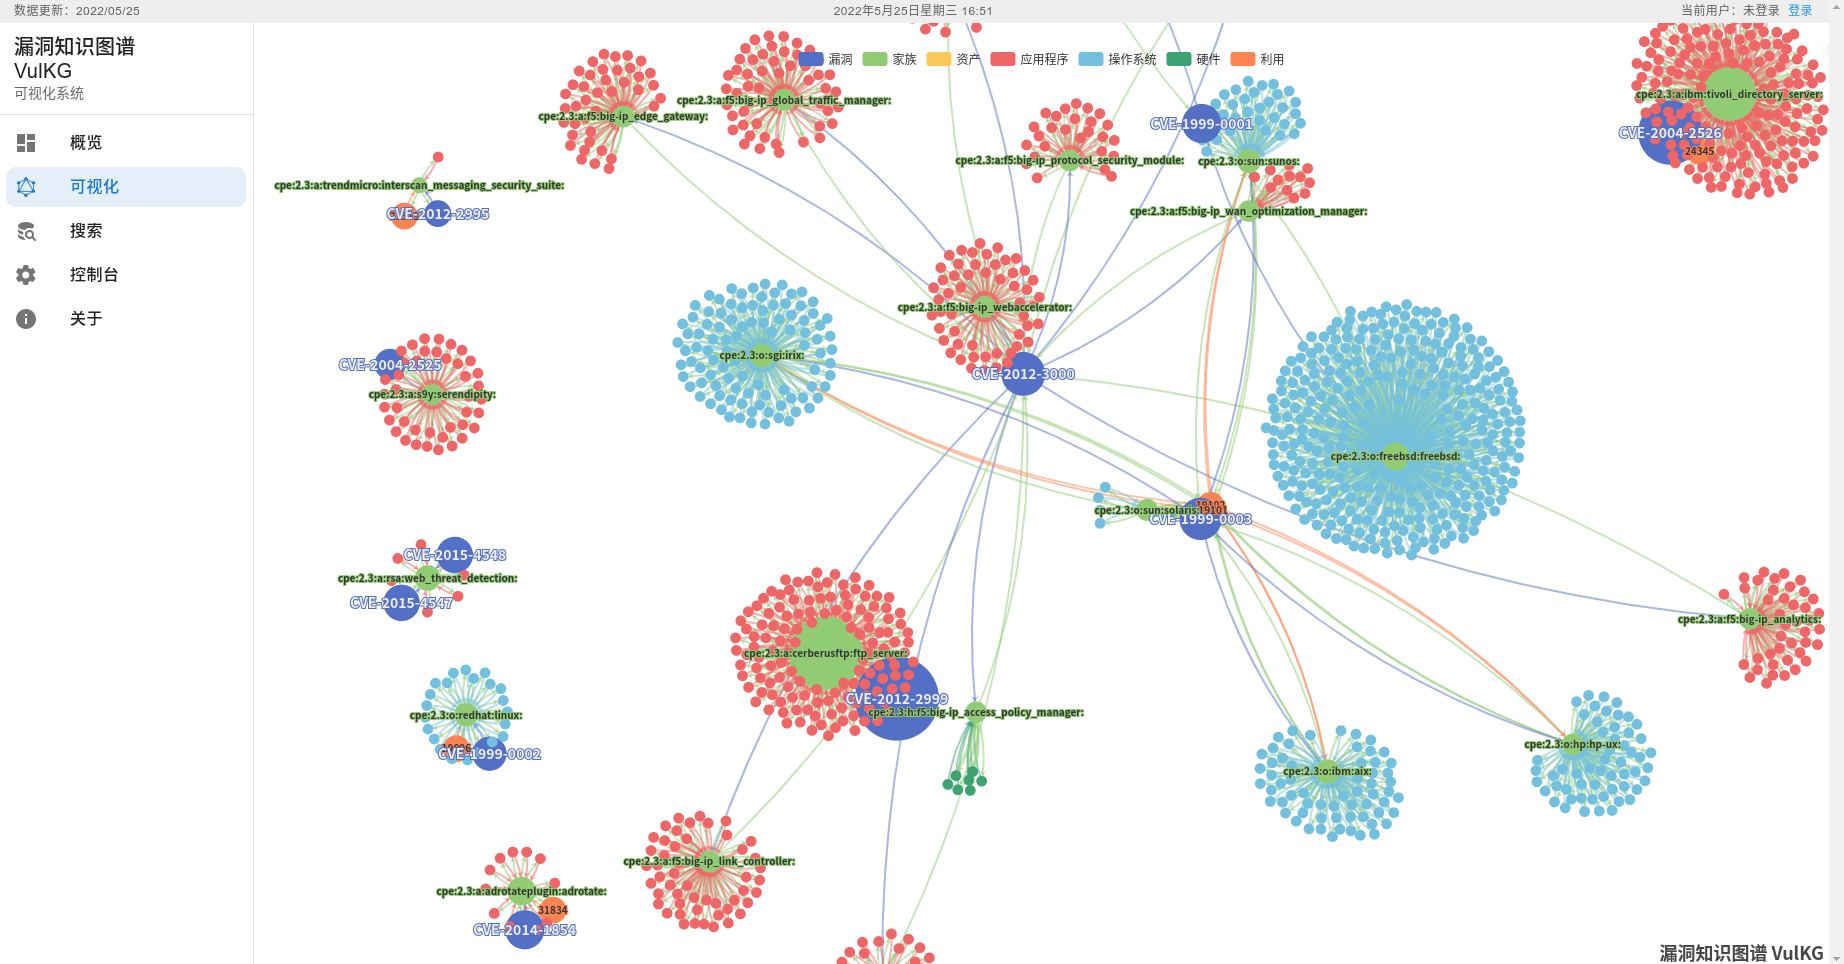 数据更新：2022/05/25
2022年5月25日星期三 16:51
当前用户：未登录 登录
漏洞知识图谱
VulKG
可视化系统
概览
可视化
搜索
控制台
关于
漏洞 家族 资产 应用程序 操作系统 硬件 利用
cpe:2.3:a:f5:big-ip_global_traffic_manager:
cpe:2.3:a:f5:big-ip_edge_gateway:
cpe:2.3:a:ibm:tivoli_directory_server:
CVE-1999-0001
CVE-2004-2526
24345
cpe:2.3:a:f5:big-ip_protocol_security_module:
cpe:2.3:o:sun:sunos:
cpe:2.3:a:trendmicro:interscan_messaging_security_suite:
CVE-2012-2995
cpe:2.3:a:f5:big-ip_wan_optimization_manager:
cpe:2.3:a:f5:big-ip_webaccelerator:
cpe:2.3:o:sgi:irix:
CVE-2004-2525
CVE-2012-3000
cpe:2.3:a:s9y:serendipity:
cpe:2.3:o:freebsd:freebsd:
19102
cpe:2.3:o:sun:solaris:
19101
CVE-1999-0003
CVE-2015-4548
cpe:2.3:a:rsa:web_threat_detection:
CVE-2015-4547
cpe:2.3:a:f5:big-ip_analytics:
cpe:2.3:a:cerberusftp:ftp_server:
CVE-2012-2999
cpe:2.3:h:f5:big-ip_access_policy_manager:
cpe:2.3:o:redhat:linux:
CVE-1999-0002
cpe:2.3:o:hp:hp-ux:
cpe:2.3:o:ibm:aix:
cpe:2.3:a:f5:big-ip_link_controller:
cpe:2.3:a:adrotateplugin:adrotate:
31834
CVE-2014-1854
漏洞知识图谱 VulKG